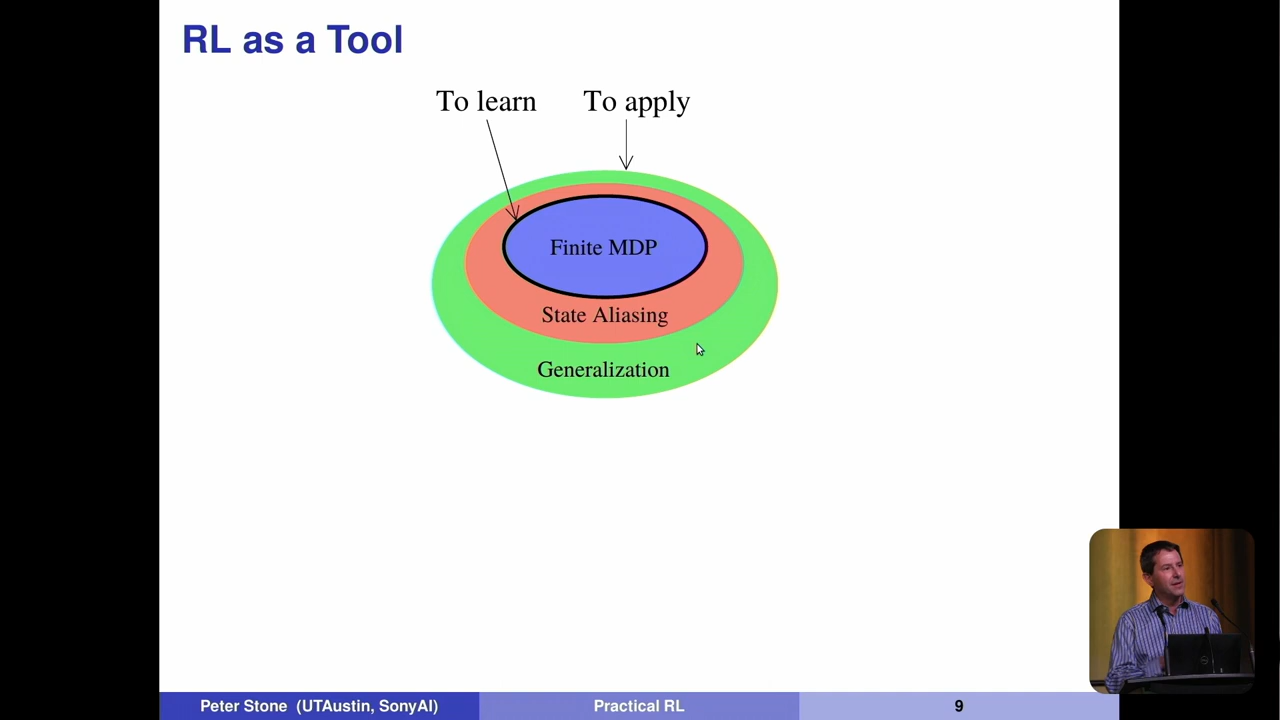 RL as a Tool
To learn To apply
Finite MDP
State Aliasing
Generalization
Peter Stone (UTAustin, SonyAI) Practical RL 9